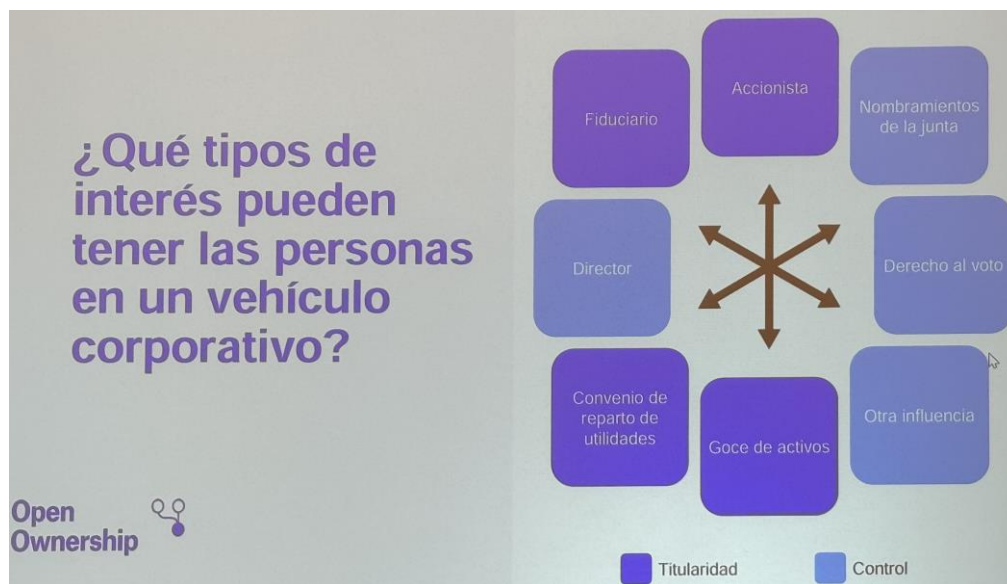 ¿Qué tipos de
interés pueden
tener las personas
en un vehículo
corporativo?
Open
Ownership
Accionista
Fiduciario
Nombramientos
de la junta
Director
Derecho al voto
Convenio de
reparto de
utilidades
Goce de activos
Otra influencia
Titularidad
Control